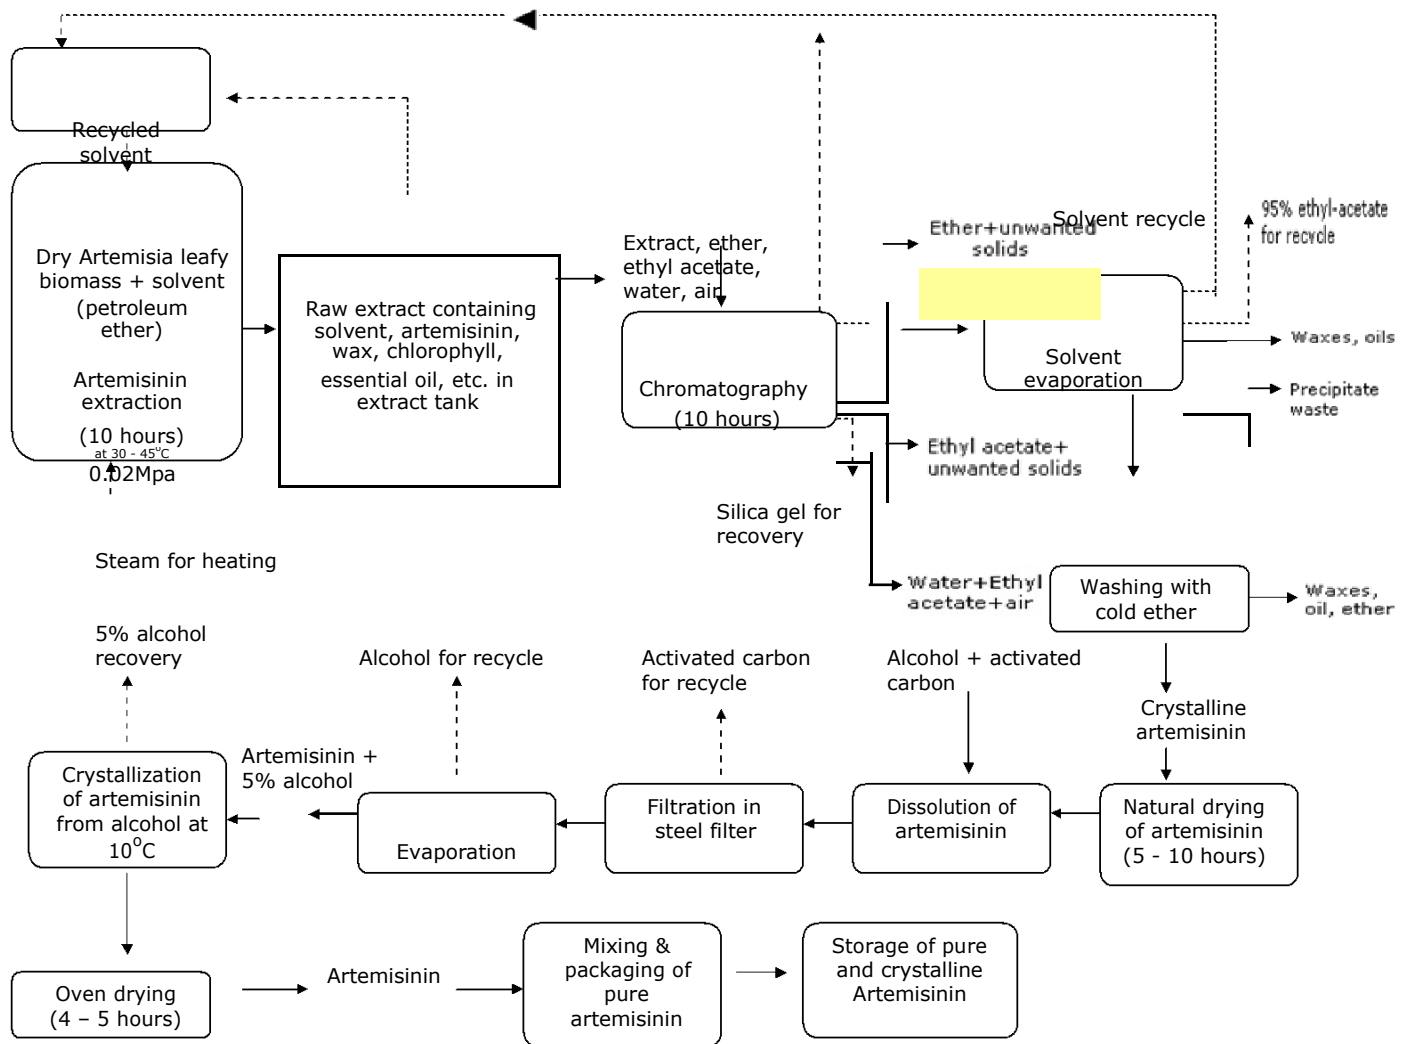 Recycled
solvent
Dry Artemisia leafy
biomass + solvent
(petroleum
ether)
Artemisinin
extraction
(10 hours)
at 30 - 45°C
0.02Mpa
Steam for heating
Raw extract containing
solvent, artemisinin,
wax, chlorophyll,
essential oil, etc. in
extract tank
Extract, ether,
ethyl acetate,
water, air
Chromatography
(10 hours)
Silica gel for
recovery
Ether+unwanted
solids
Ethyl acetate+
unwanted solids
Water+Ethyl
acetate+air
Solvent recycle
Solvent
evaporation
95% ethyl-acetate
for recycle
Waxes, oils
Precipitate
waste
Washing with
cold ether
Waxes,
oil, ether
Crystalline
artemisinin
Natural drying
of artemisinin
(5 - 10 hours)
Alcohol + activated
carbon
Dissolution of
artemisinin
Activated carbon
for recycle
Filtration in
steel filter
Alcohol for recycle
Evaporation
Artemisinin +
5% alcohol
5% alcohol
recovery
Crystallization
of artemisinin
from alcohol at
10°C
Oven drying
(4 – 5 hours)
Artemisinin
Mixing &
packaging of
pure
artemisinin
Storage of pure
and crystalline
Artemisinin